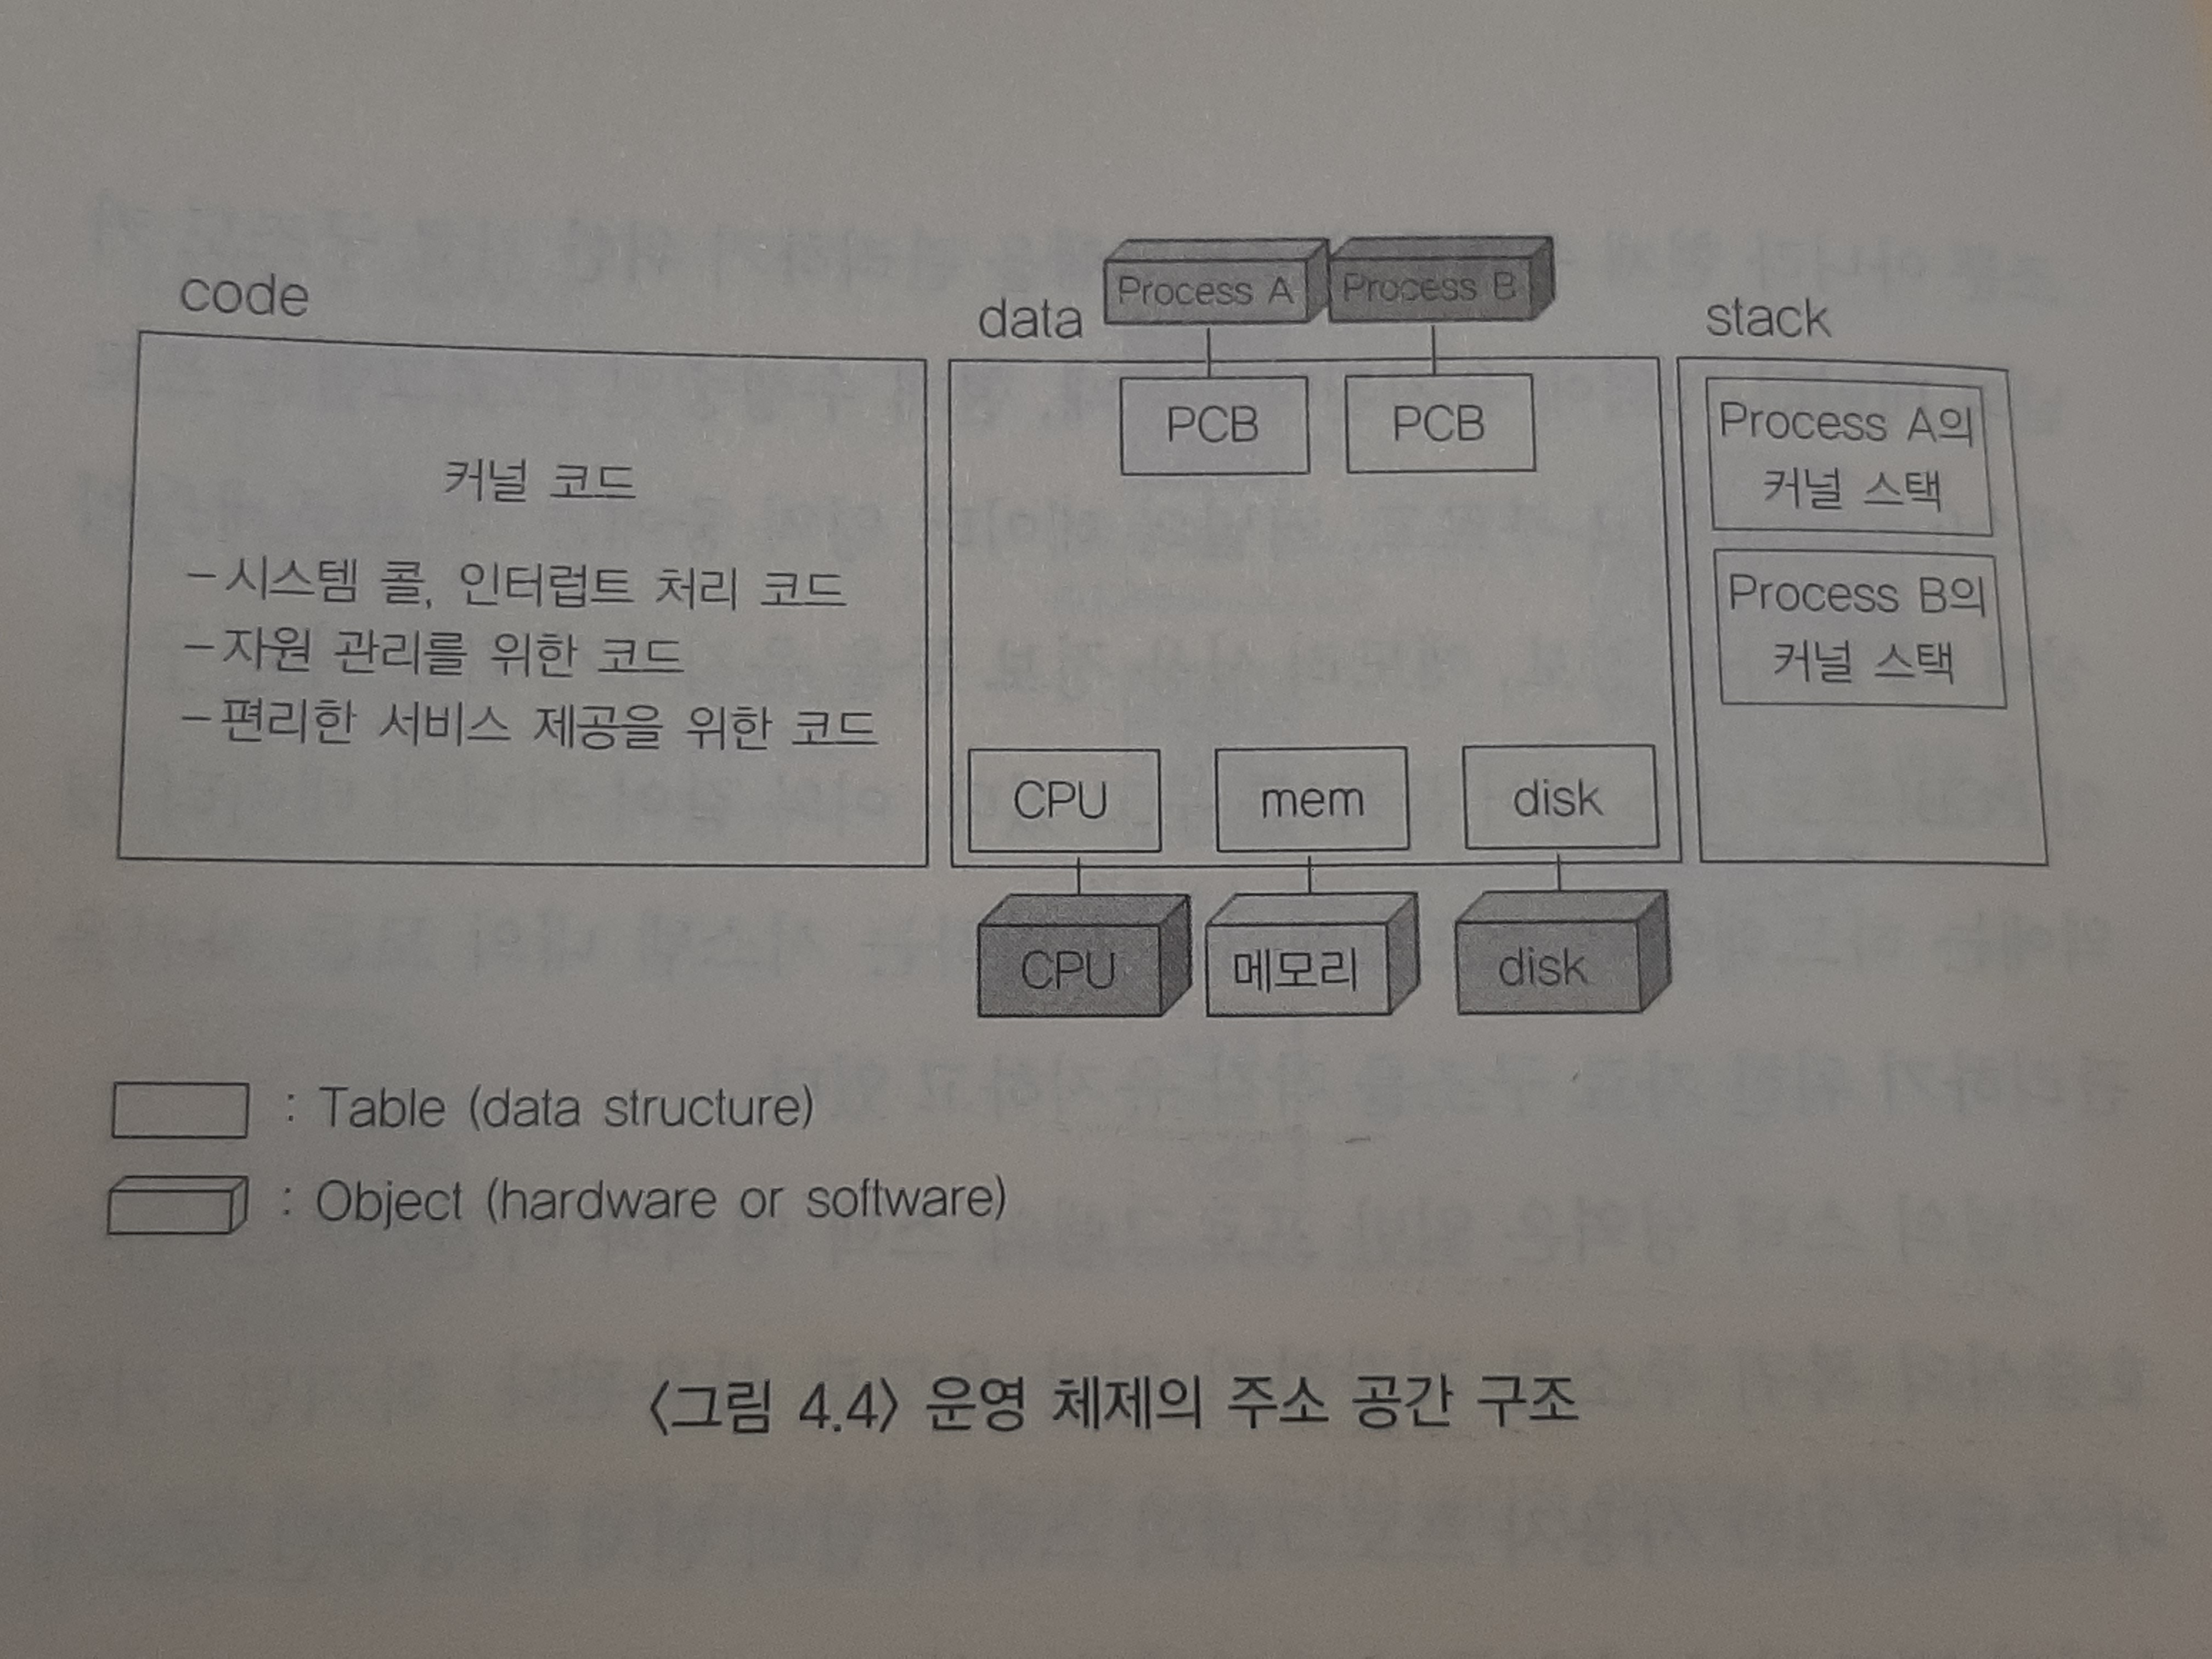 code
커널 코드
-시스템 콜, 인터럽트 처리 코드
-자원 관리를 위한 코드
-편리한 서비스 제공을 위한 코드
data
Process A
Process B
PCB
PCB
CPU
mem
disk
CPU
메모리
disk
stack
Process A의
커널 스택
Process B의
커널 스택
: Table (data structure)
: Object (hardware or software)
<그림 4.4> 운영 체제의 주소 공간 구조